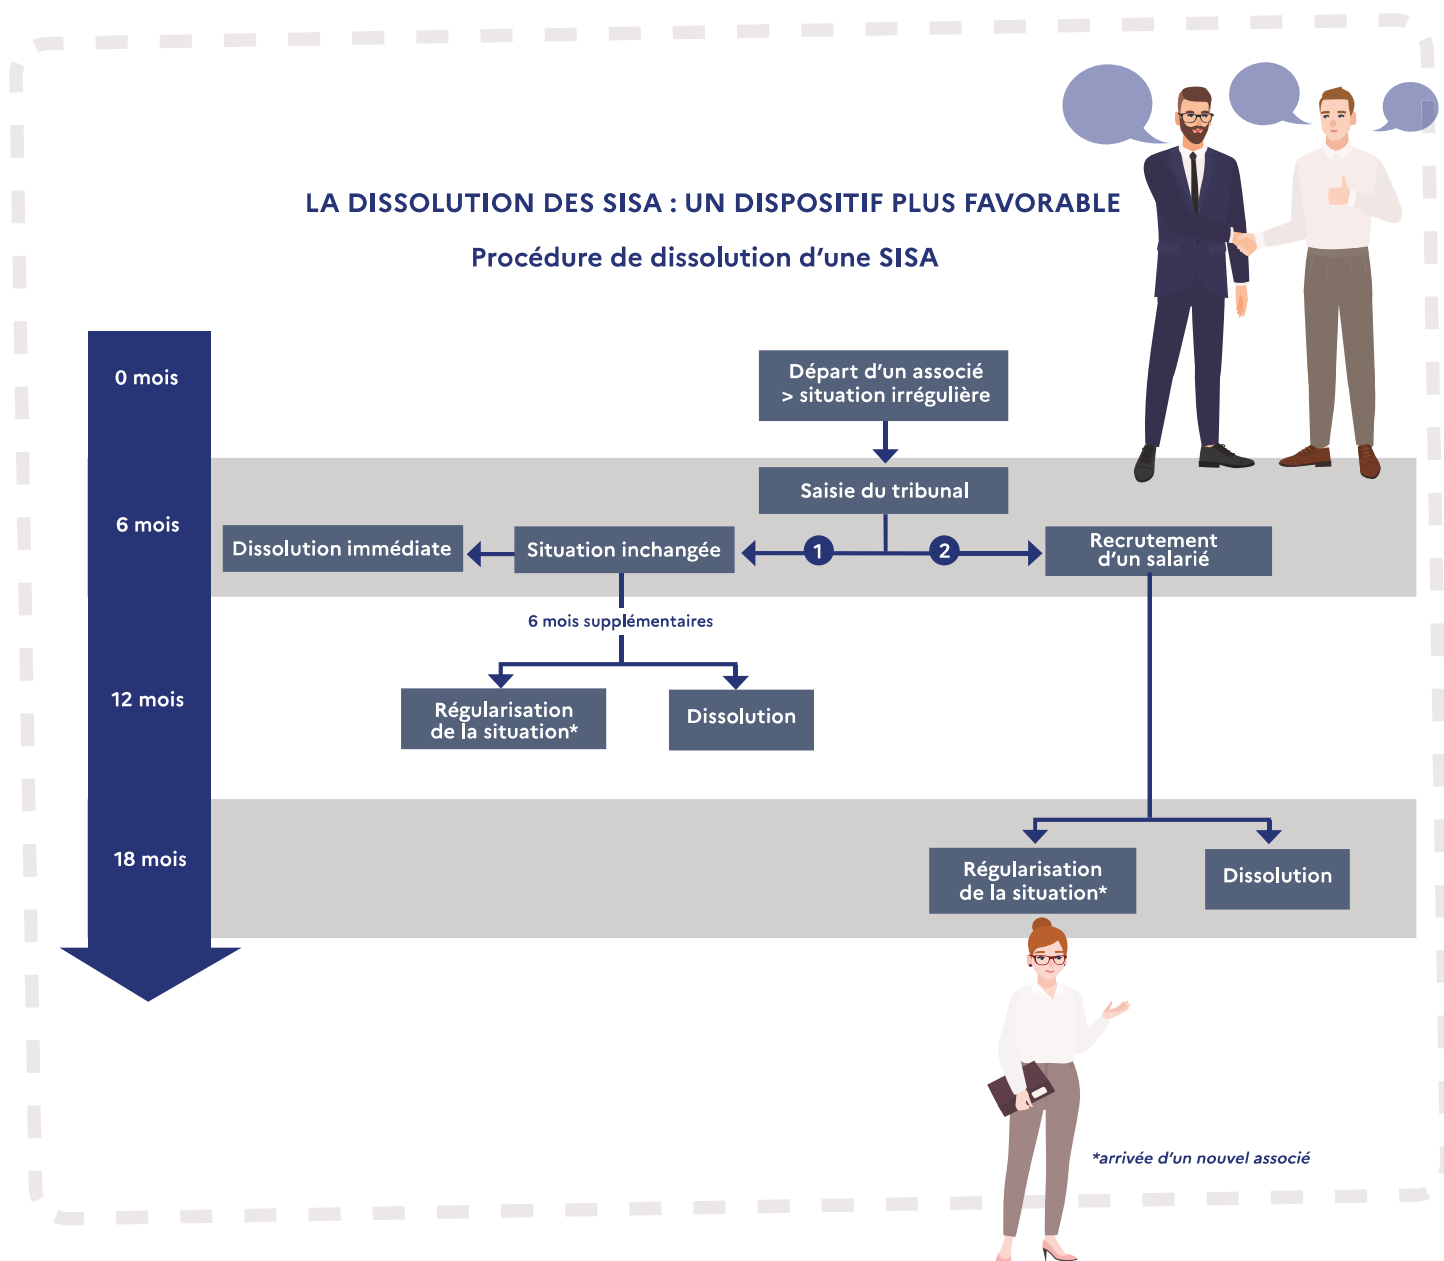 LA DISSOLUTION DES SISA : UN DISPOSITIF PLUS FAVORABLE
Procédure de dissolution d'une SISA
0 mois
Départ d'un associé
> situation irrégulière
6 mois
Saisie du tribunal
Dissolution immédiate
Situation inchangée
1
2
Recrutement
d'un salarié
6 mois supplémentaires
12 mois
Régularisation
de la situation*
Dissolution
18 mois
Régularisation
de la situation*
Dissolution
*arrivée d'un nouvel associé